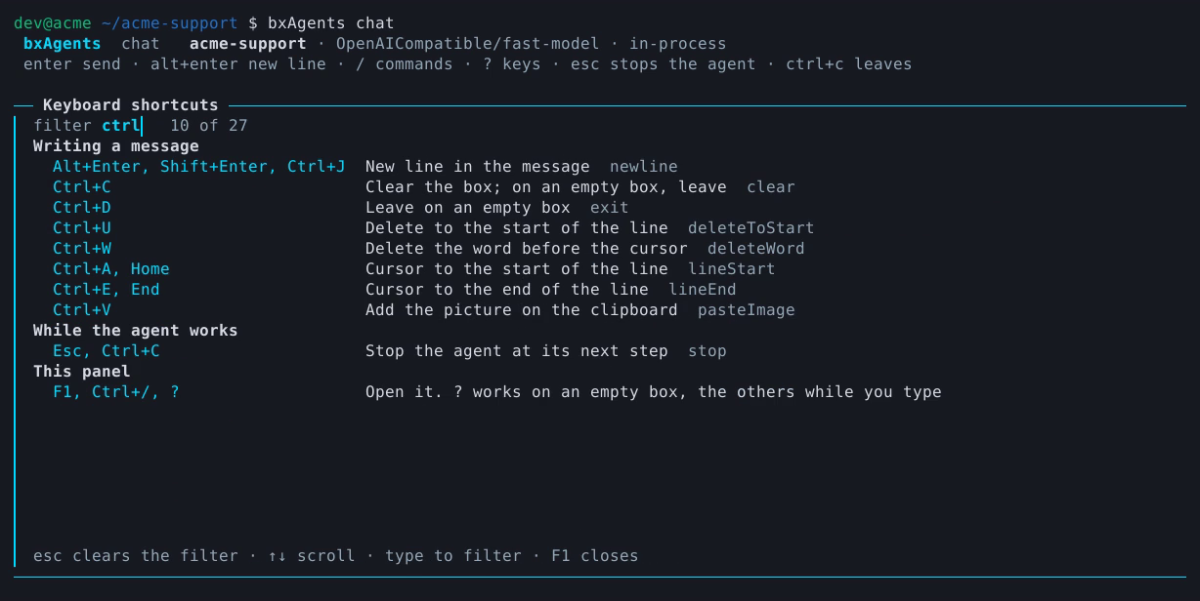 dev@acme ~/acme-support $ bxAgents chat
bxAgents chat acme-support · OpenAICompatible/fast-model · in-process
enter send · alt+enter new line · / commands · ? keys · esc stops the agent · ctrl+c leaves
Keyboard shortcuts
filter ctrl 10 of 27
Writing a message
Alt+Enter, Shift+Enter, Ctrl+J New line in the message newline
Ctrl+C Clear the box; on an empty box, leave clear
Ctrl+D Leave on an empty box exit
Ctrl+U Delete to the start of the line deleteToStart
Ctrl+W Delete the word before the cursor deleteWord
Ctrl+A, Home Cursor to the start of the line lineStart
Ctrl+E, End Cursor to the end of the line lineEnd
Ctrl+V Add the picture on the clipboard pasteImage
While the agent works
Esc, Ctrl+C Stop the agent at its next step stop
This panel
F1, Ctrl+/, ? Open it. ? works on an empty box, the others while you type
esc clears the filter · ↑↓ scroll · type to filter · F1 closes